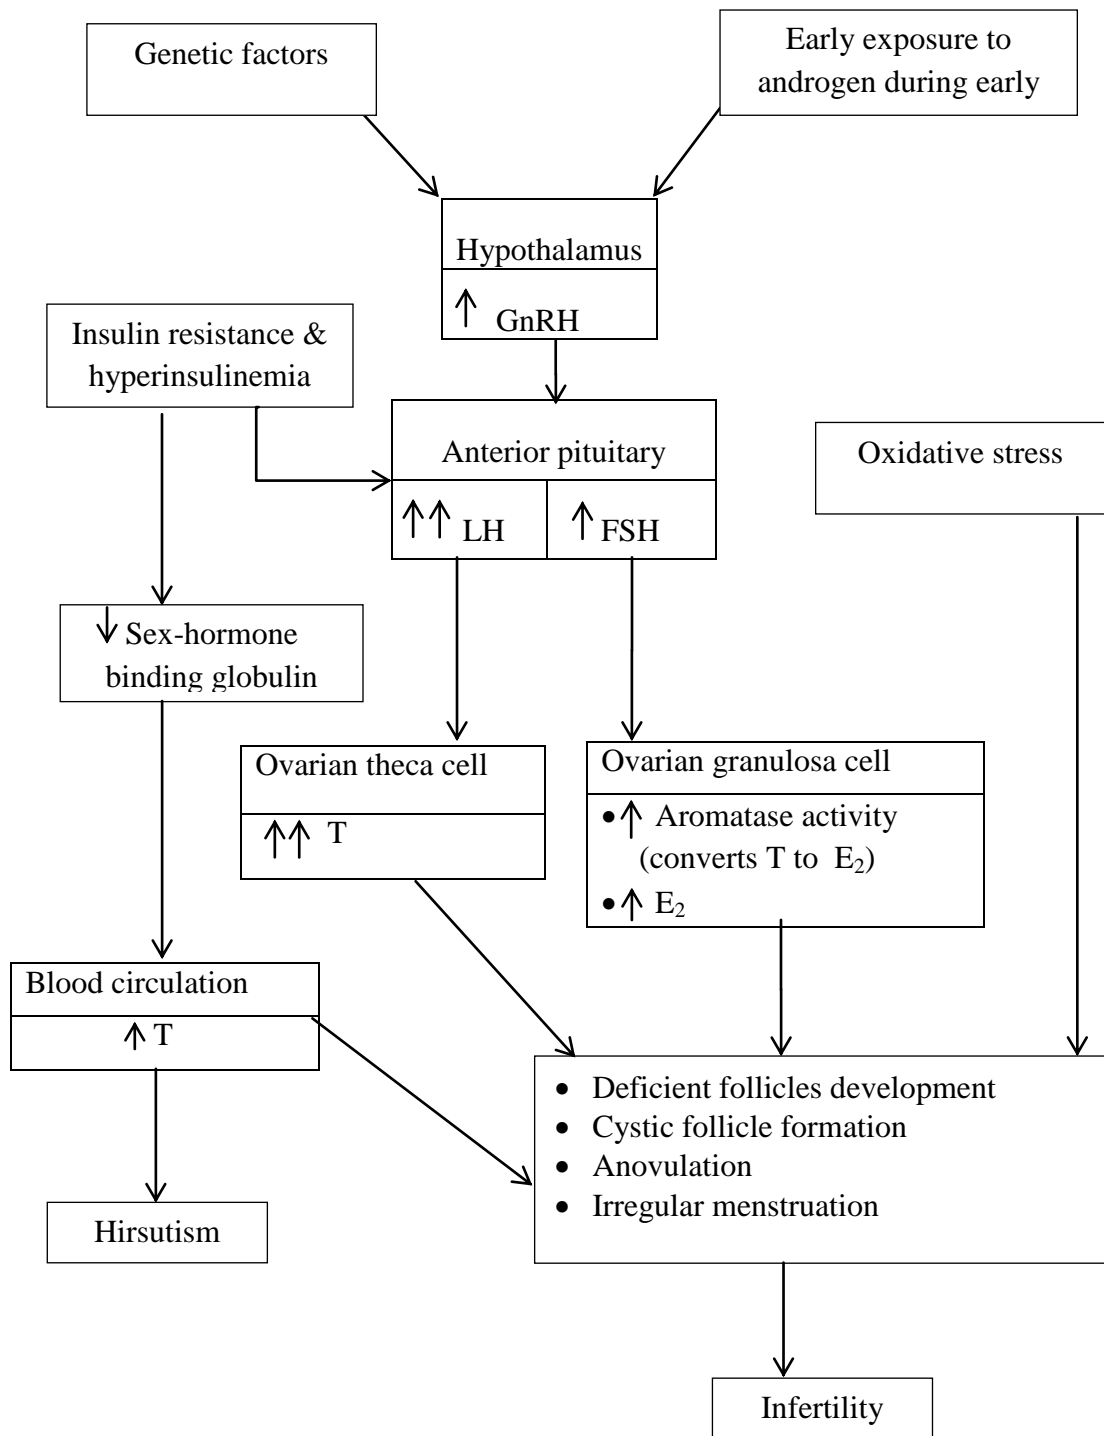 Genetic factors
Early exposure to
androgen during early
Hypothalamus
↑ GnRH
Insulin resistance &
hyperinsulinemia
Anterior pituitary
↑↑ LH
↑ FSH
Oxidative stress
↓ Sex-hormone
binding globulin
Ovarian theca cell
↑↑ T
Ovarian granulosa cell
•↑ Aromatase activity
(converts T to E₂)
•↑ E₂
Blood circulation
↑ T
• Deficient follicles development
• Cystic follicle formation
• Anovulation
• Irregular menstruation
Hirsutism
Infertility